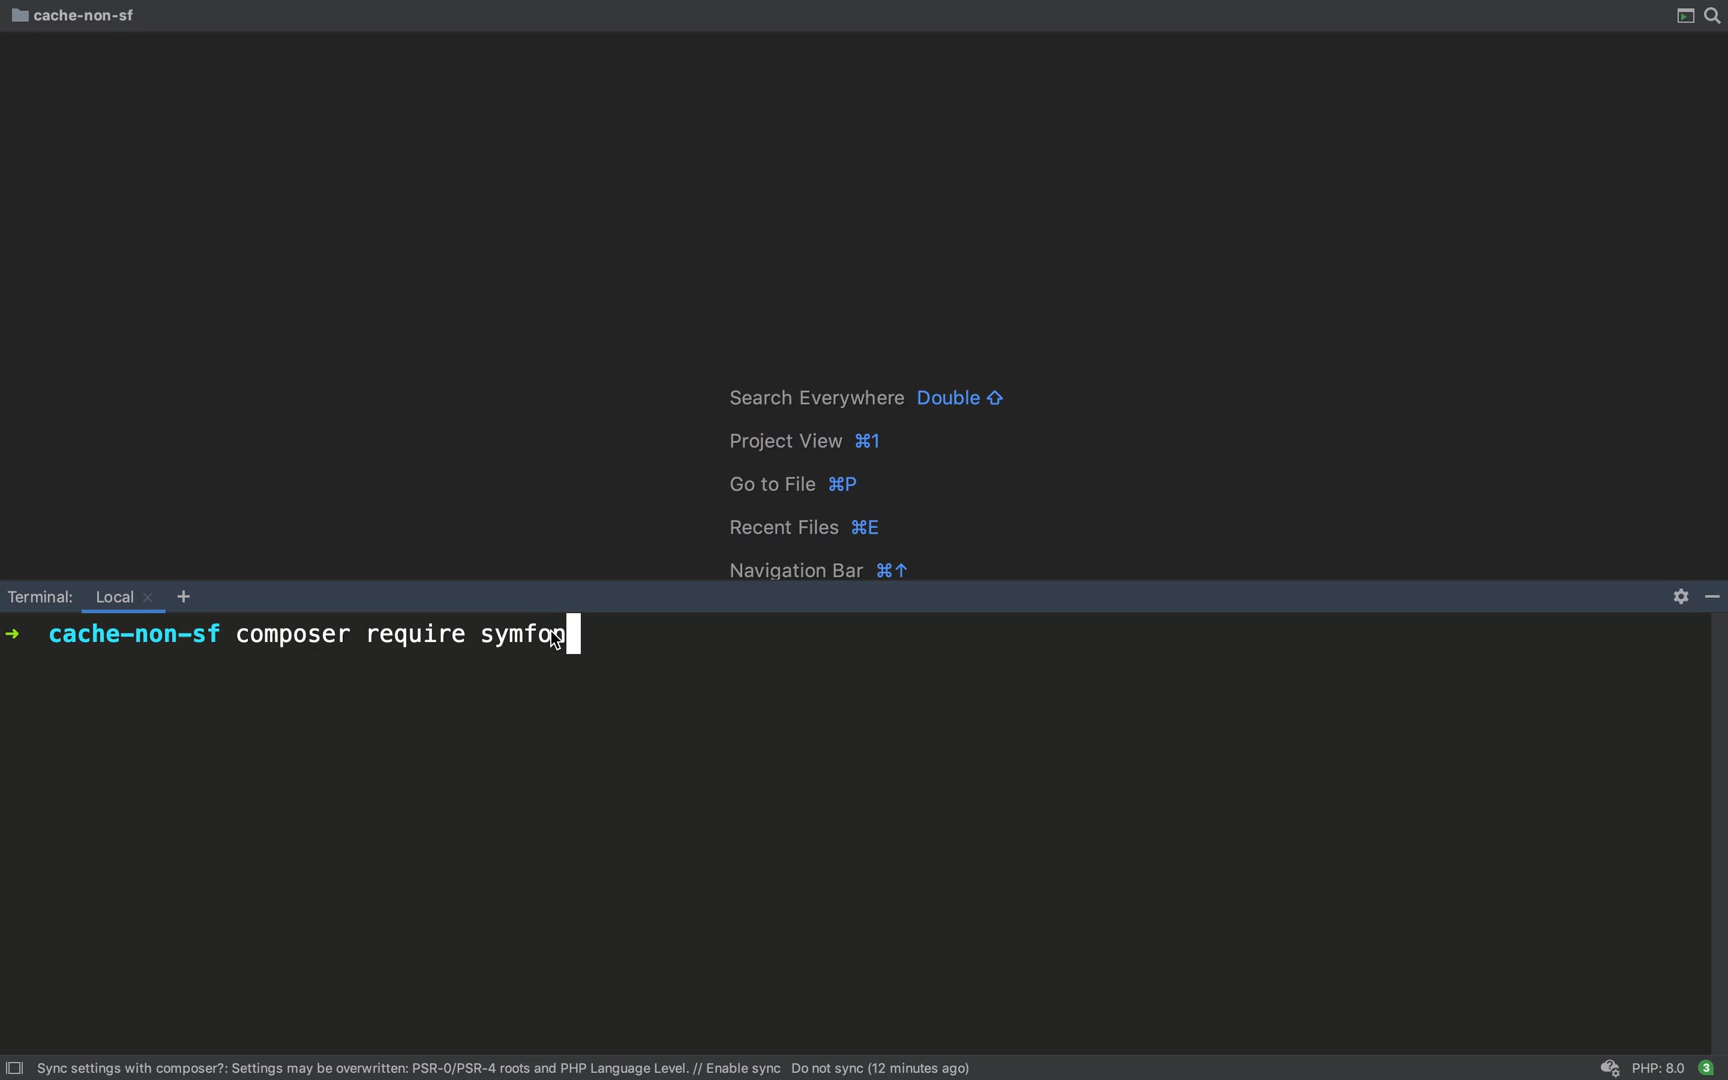 cache-non-sf
Search Everywhere Double ⇧
Project View ⌘1
Go to File ⌘P
Recent Files ⌘E
Navigation Bar ⌘↑
Terminal: Local × +
➜ cache-non-sf composer require symfon
Sync settings with composer?: Settings may be overwritten: PSR-0/PSR-4 roots and PHP Language Level. // Enable sync Do not sync (12 minutes ago) PHP: 8.0 3